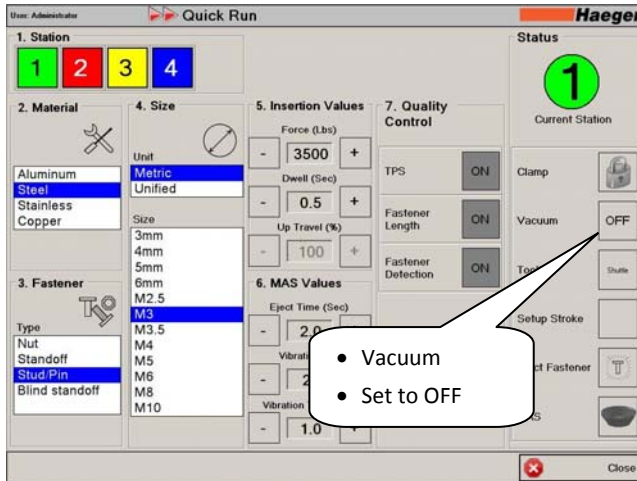 User: Administrator
Quick Run
Haeger
1. Station
1 2 3 4
2. Material
Aluminum
Steel
Stainless
Copper
3. Fastener
Type
Nut
Standoff
Stud/Pin
Blind standoff
4. Size
Unit
Metric
Unified
Size
3mm
4mm
5mm
6mm
M2.5
M3
M3.5
M4
M5
M6
M8
M10
5. Insertion Values
Force (Lbs)
- 3500 +
Dwell (Sec)
- 0.5 +
Up Travel (%)
- 100 +
6. MAS Values
Eject Time (Sec)
- 2.0
Vibrati
- 2
Vibration
- 1.0 +
7. Quality
Control
TPS ON
Fastener
Length ON
Fastener
Detection ON
Status
1
Current Station
Clamp
Vacuum OFF
Too
Shuttle
Setup Stroke
ct Fastener
S
Close
• Vacuum
• Set to OFF